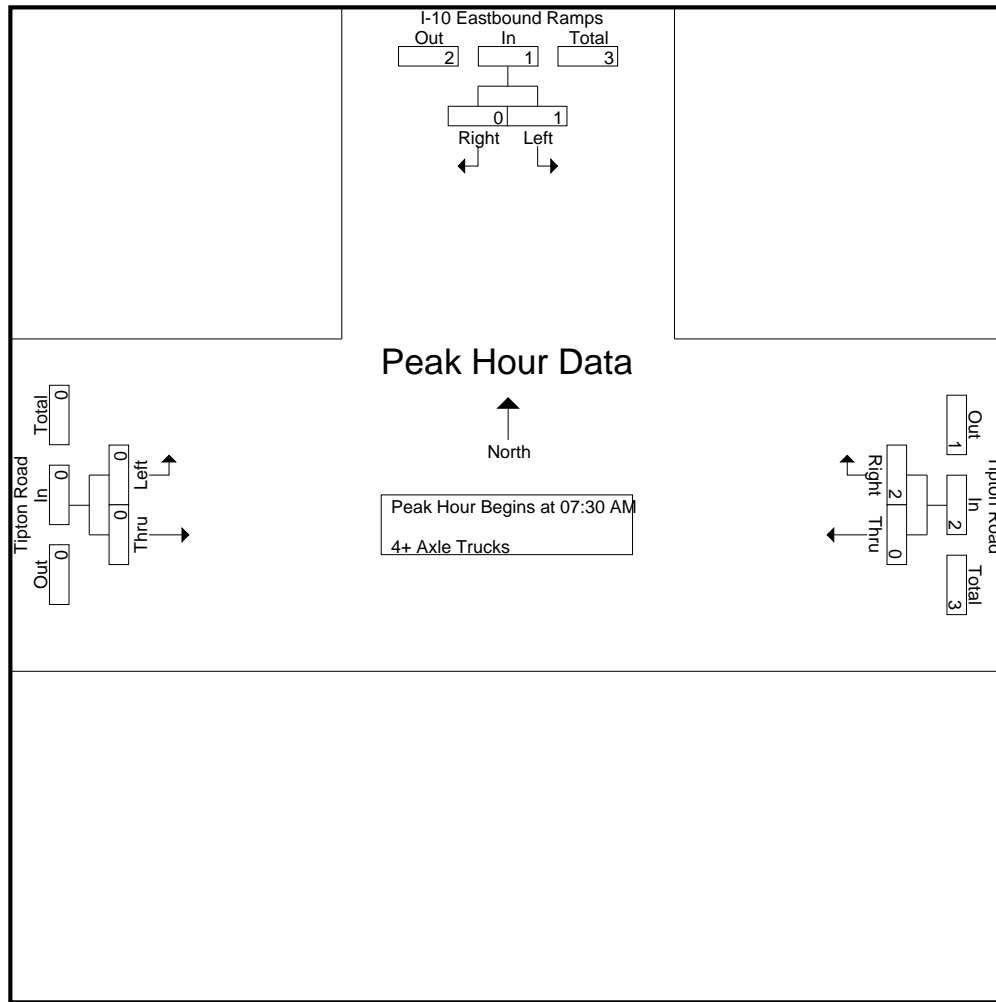 I-10 Eastbound Ramps
Out In Total
2 1 3
0 1
Right Left
Peak Hour Data
North
Peak Hour Begins at 07:30 AM
4+ Axle Trucks
Tipton Road
Out In Total
0 0 0
0 0
Thru Left
Tipton Road
Out In Total
1 2 3
2 0
Right Thru